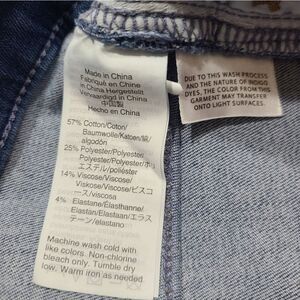 Made in China
Fabriqué en Chine
In China Hergestellt
Vervaardigd in China
中国製
Hecho en China
57% Cotton/Coton/
Baumwolle/Katoen/綿/
algodón
25% Polyester/Polyester/
Polyester/Polyester/ポリ
エステル/poliéster
14% Viscose/Viscose/
Viskose/Viscose/ビスコ
ース/viscosa
4% Elastane/Élasthanne/
Elastan/Elastaan/エラス
テーン/elastano
Machine wash cold with
like colors. Non-chlorine
bleach only. Tumble dry
low. Warm iron as needed.
DUE TO THIS WASH PROCESS
AND THE NATURE OF INDIGO
DYES, THE COLOR FROM THIS
GARMENT MAY TRANSFER
ONTO LIGHT SURFACES.